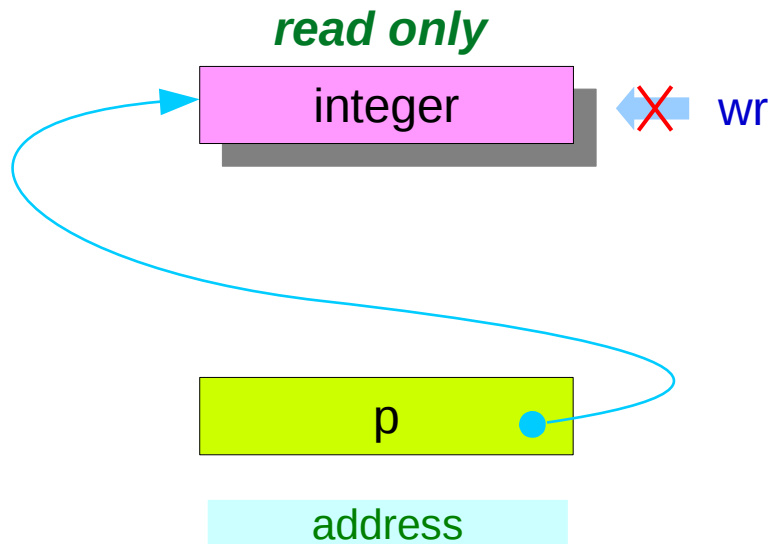 read only
integer
wr
p
address